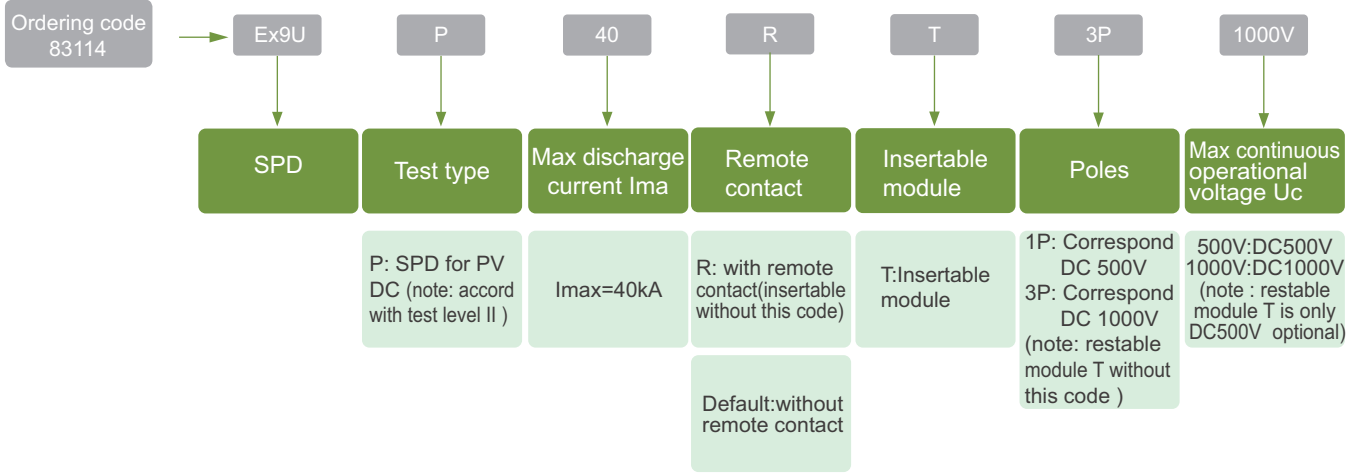 Ordering code
83114
Ex9U
P
40
R
T
3P
1000V
SPD
Test type
Max discharge
current Ima
Remote
contact
Insertable
module
Poles
Max continuous
operational
voltage Uc
P: SPD for PV
DC (note: accord
with test level II )
Imax=40kA
R: with remote
contact(insertable
without this code)
Default:without
remote contact
T:Insertable
module
1P: Correspond
DC 500V
3P: Correspond
DC 1000V
(note: restable
module T without
this code )
500V:DC500V
1000V:DC1000V
(note : restable
module T is only
DC500V optional)